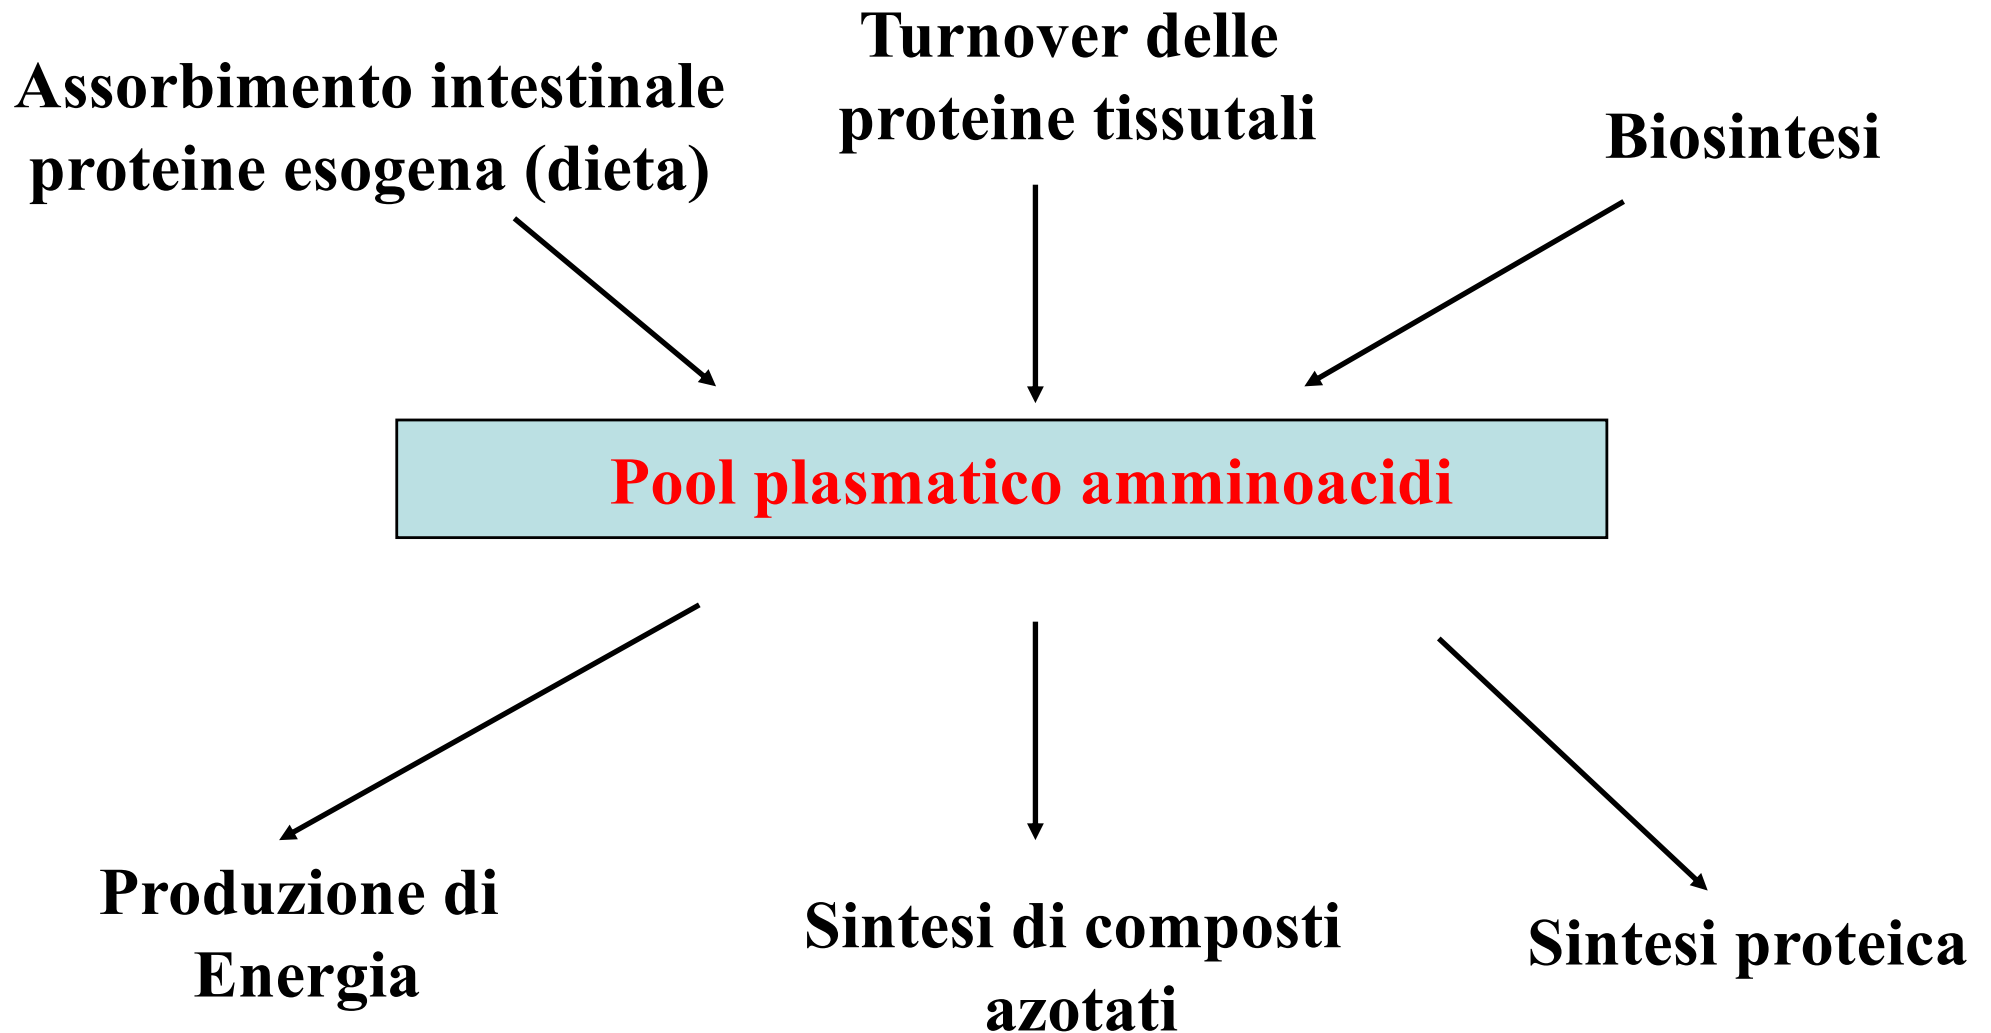 Assorbimento intestinale
proteine esogena (dieta)
Turnover delle
proteine tissutali
Biosintesi
Pool plasmatico amminoacidi
Produzione di
Energia
Sintesi di composti
azotati
Sintesi proteica